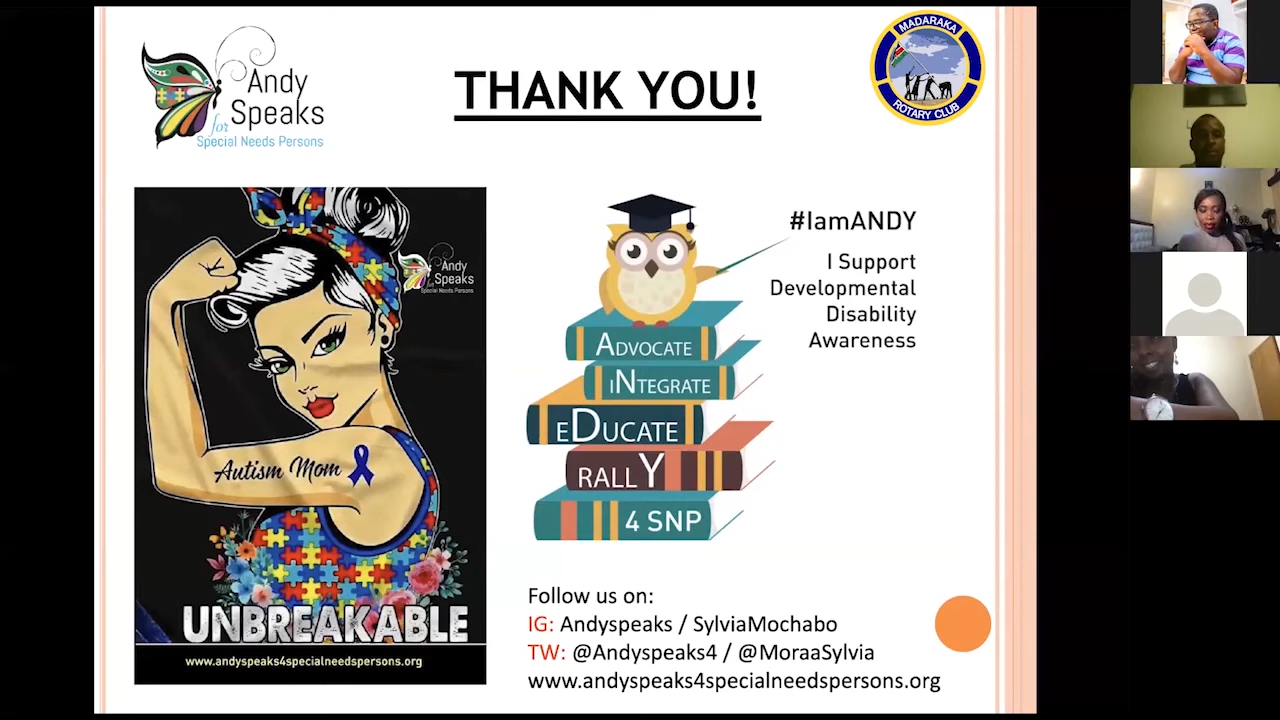 Andy
Speaks
for
Special Needs Persons
THANK YOU!
MADARAKA
ROTARY CLUB
Andy
Speaks
for
Special Needs Persons
Autism Mom
UNBREAKABLE
www.andyspeaks4specialneedspersons.org
#IamANDY
I Support
Developmental
Disability
Awareness
ADVOCATE
iNTEGRATE
eDUCATE
RALLY
4 SNP
Follow us on:
IG: Andyspeaks / SylviaMochabo
TW: @Andyspeaks4 / @MoraaSylvia
www.andyspeaks4specialneedspersons.org